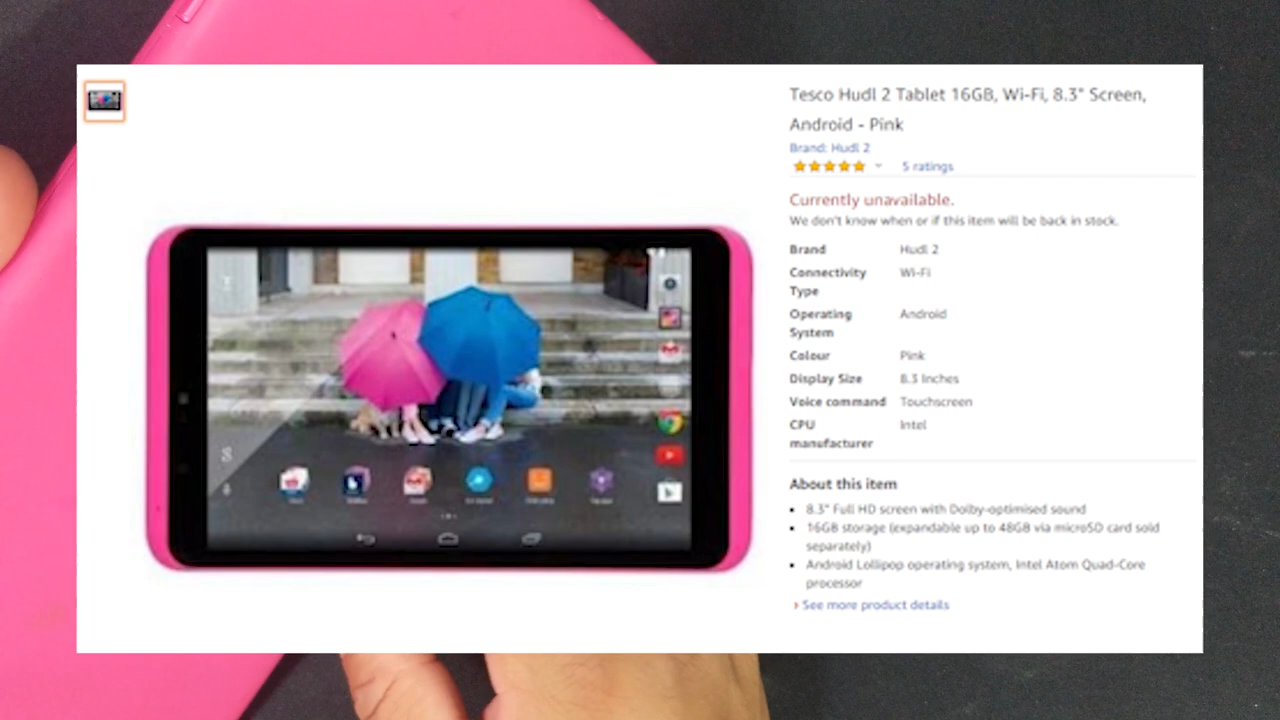 Tesco Hudl 2 Tablet 16GB, Wi-Fi, 8.3" Screen,
Android - Pink
Brand: Hudl 2
5 ratings
Currently unavailable.
We don't know when or if this item will be back in stock.
Brand Hudl 2
Connectivity Wi-Fi
Type
Operating Android
System
Colour Pink
Display Size 8.3 Inches
Voice command Touchscreen
CPU Intel
manufacturer
About this item
8.3" Full HD screen with Dolby-optimised sound
16GB storage (expandable up to 48GB via microSD card sold
separately)
Android Lollipop operating system, Intel Atom Quad-Core
processor
› See more product details